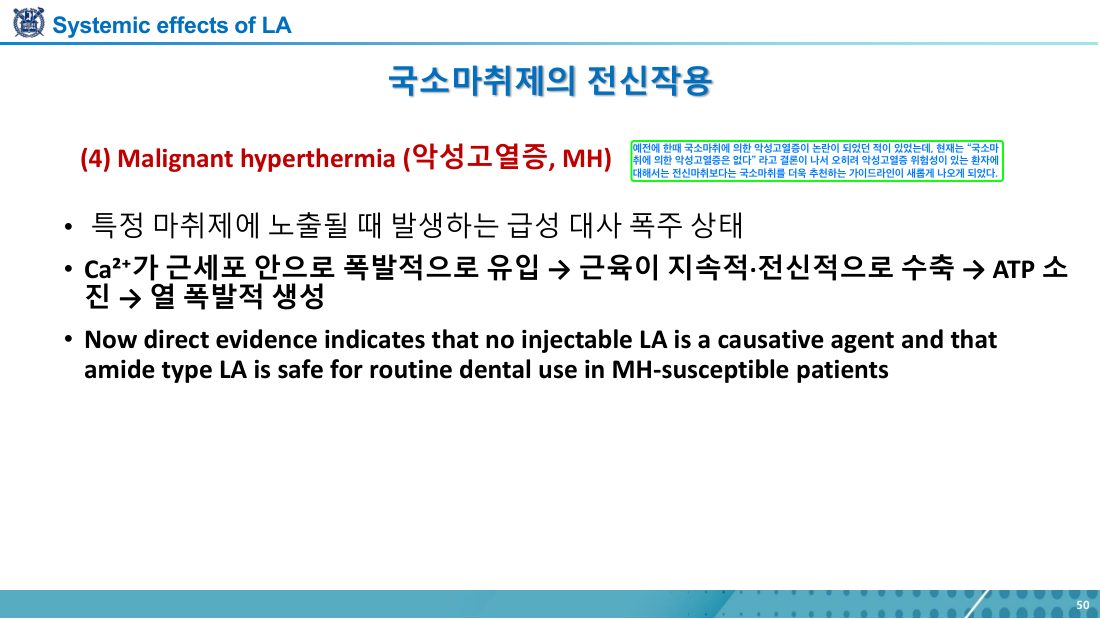 Systemic effects of LA
국소마취제의 전신작용
(4) Malignant hyperthermia (악성고열증, MH)
예전에 한때 국소마취에 의한 악성고열증이 논란이 되었던 적이 있었는데, 현재는 “국소마
취에 의한 악성고열증은 없다” 라고 결론이 나서 오히려 악성고열증 위험성이 있는 환자에
대해서는 전신마취보다는 국소마취를 더욱 추천하는 가이드라인이 새롭게 나오게 되었다.
• 특정 마취제에 노출될 때 발생하는 급성 대사 폭주 상태
• Ca²⁺가 근세포 안으로 폭발적으로 유입 → 근육이 지속적·전신적으로 수축 → ATP 소
진 → 열 폭발적 생성
• Now direct evidence indicates that no injectable LA is a causative agent and that
amide type LA is safe for routine dental use in MH-susceptible patients
50